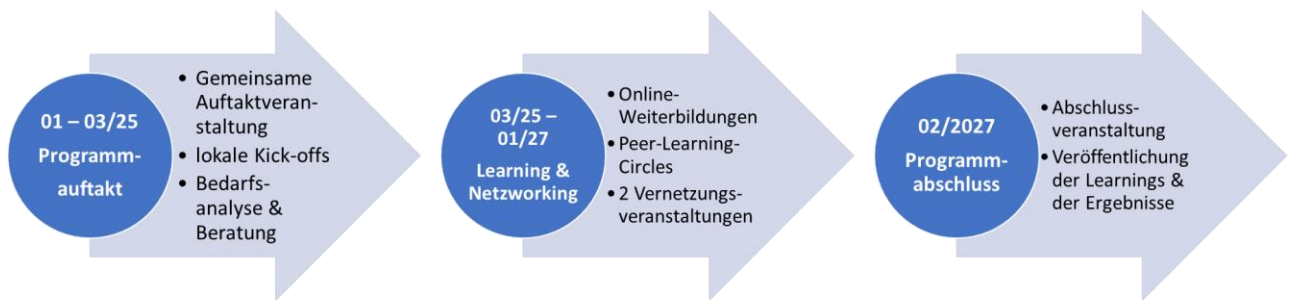 01 – 03/25
Programm-
auftakt
• Gemeinsame
Auftaktveran-
staltung
• lokale Kick-offs
• Bedarfs-
analyse &
Beratung
03/25 –
01/27
Learning &
Netzworking
• Online-
Weiterbildungen
• Peer-Learning-
Circles
• 2 Vernetzungs-
veranstaltungen
02/2027
Programm-
abschluss
• Abschluss-
veranstaltung
• Veröffentlichung
der Learnings &
der Ergebnisse